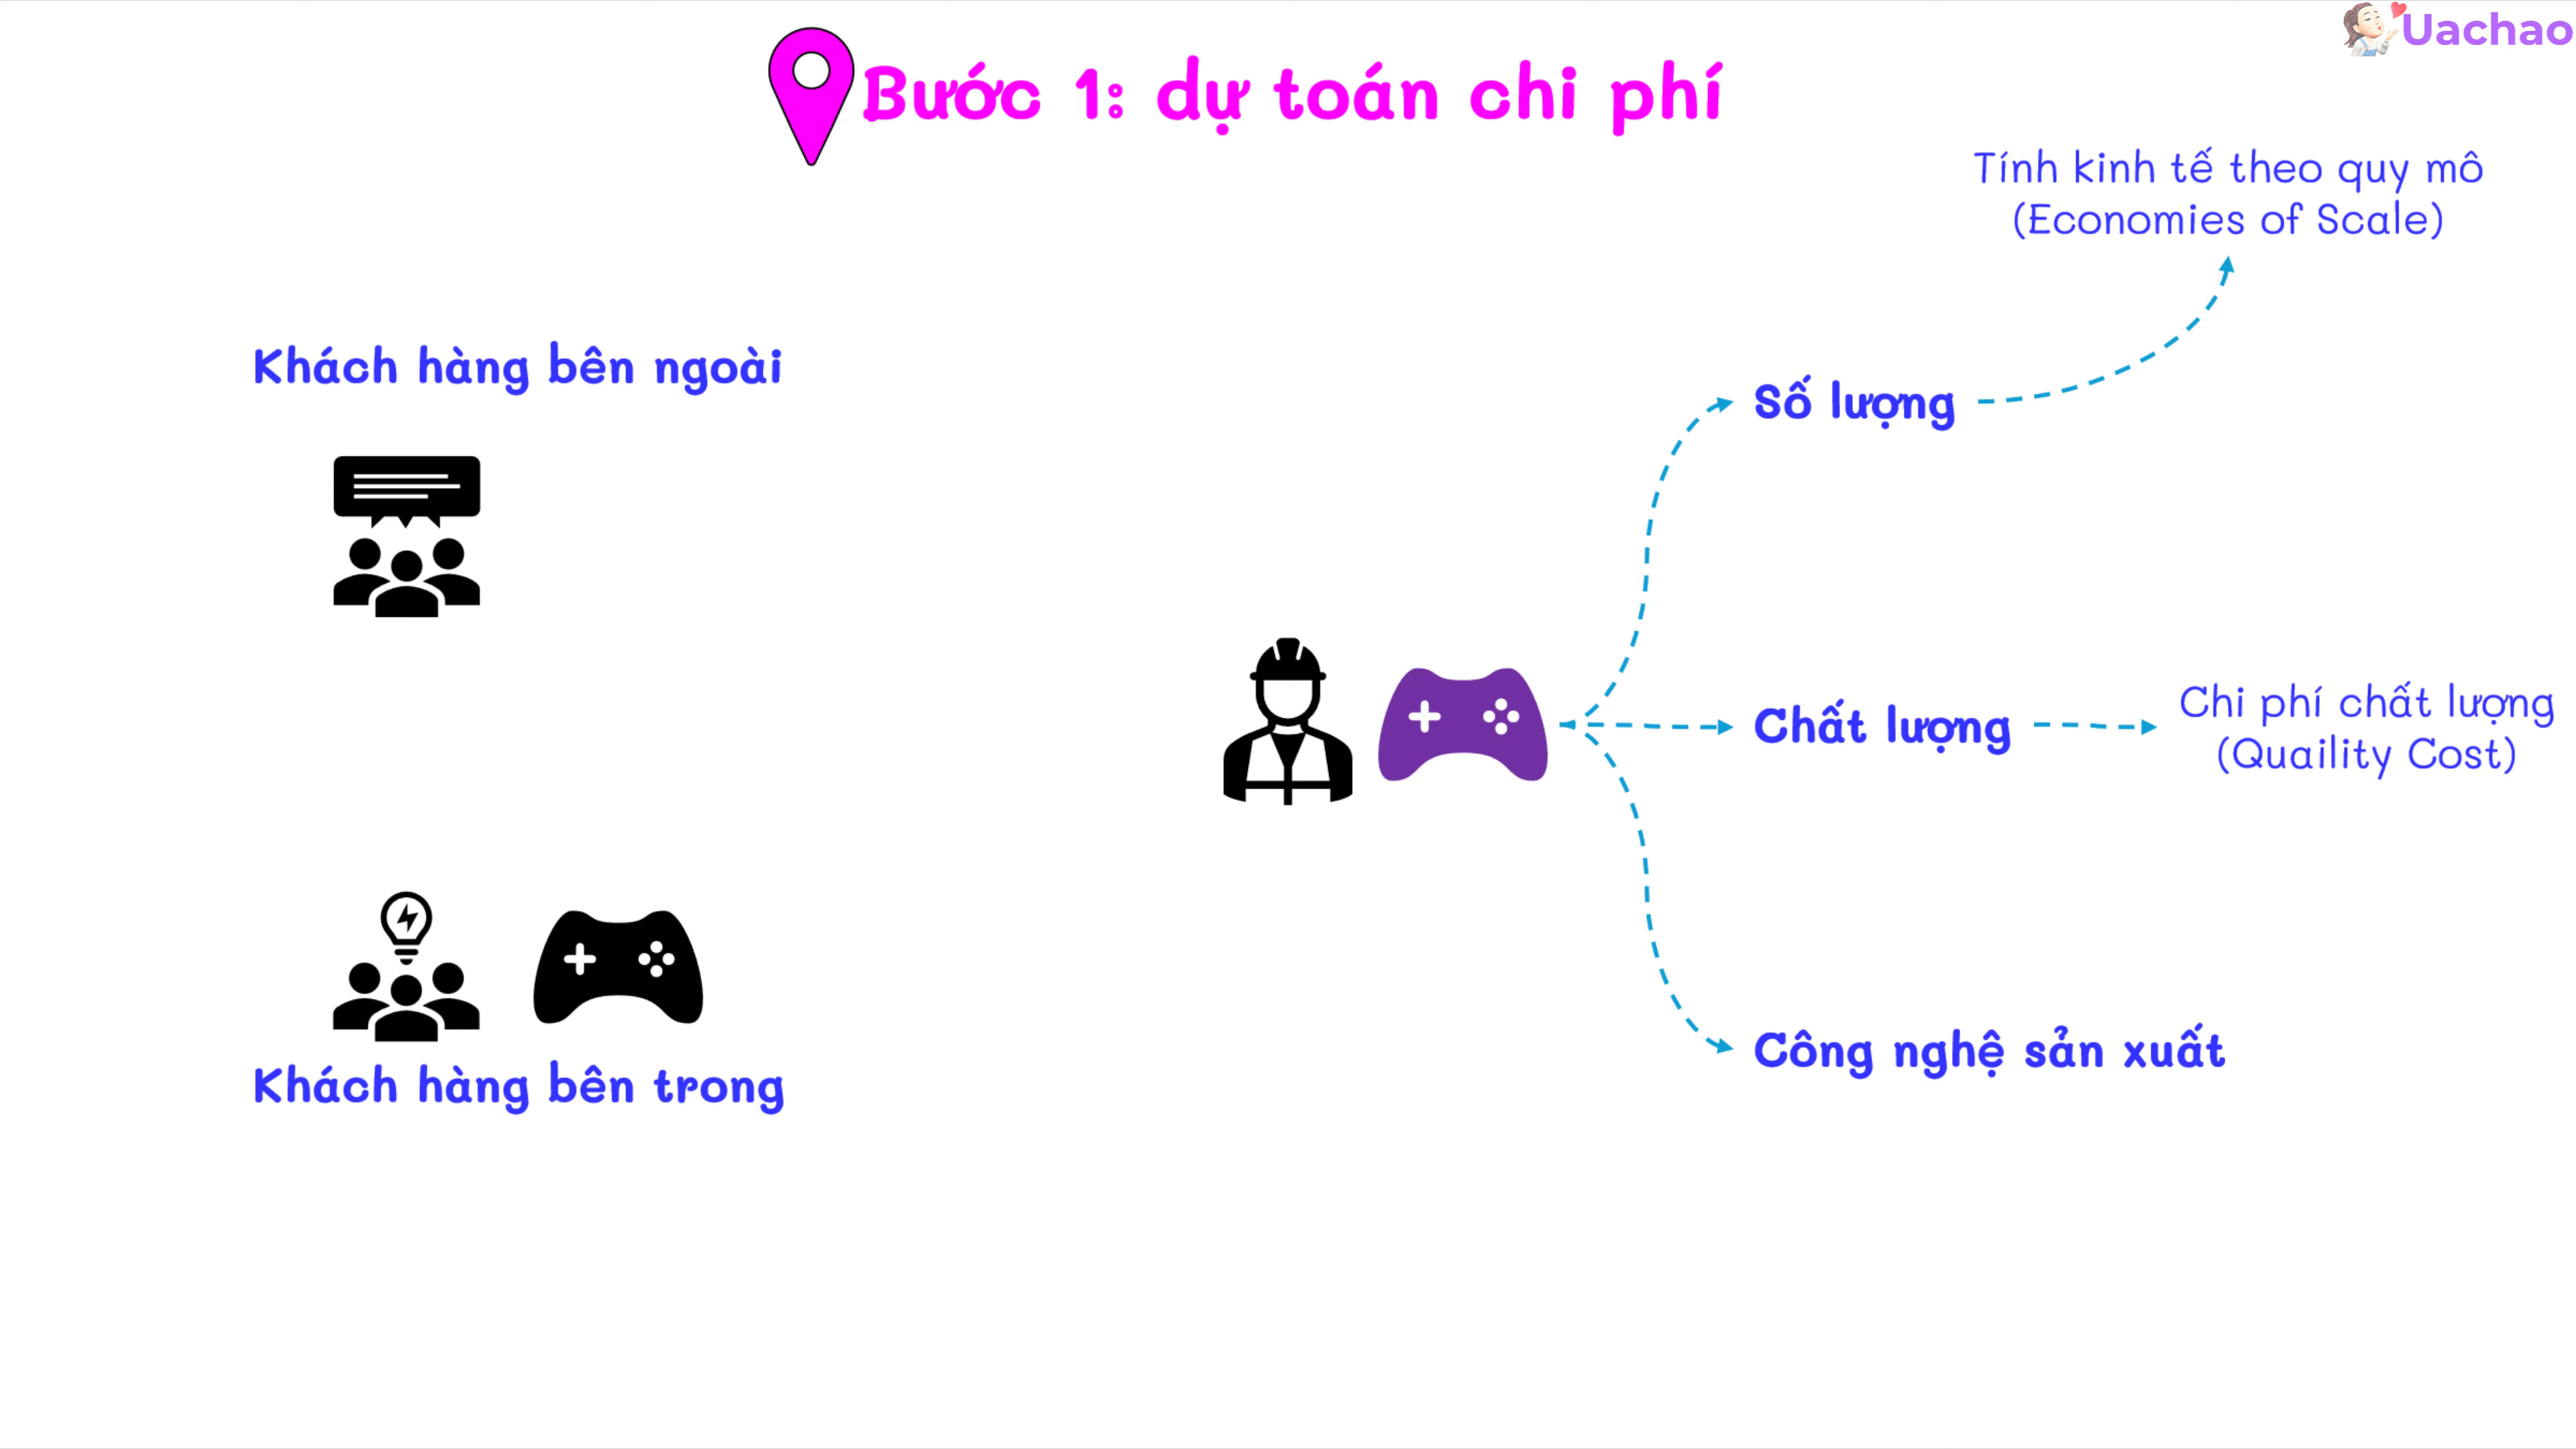 Uachao
Bước 1: dự toán chi phí
Tính kinh tế theo quy mô
(Economies of Scale)
Khách hàng bên ngoài
Số lượng
Chất lượng
Chi phí chất lượng
(Quaility Cost)
Công nghệ sản xuất
Khách hàng bên trong